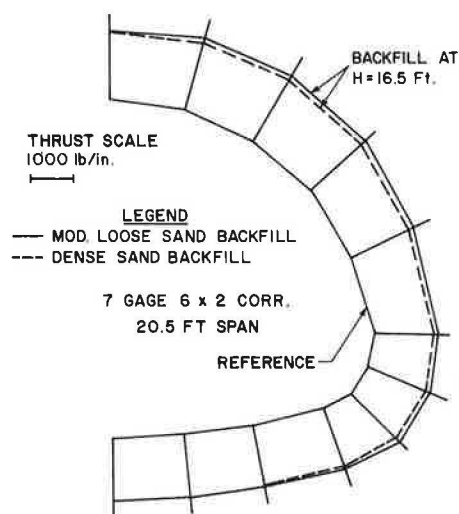 BACKFILL AT
H=16.5 Ft.
THRUST SCALE
1000 lb/in.
LEGEND
MOD. LOOSE SAND BACKFILL
DENSE SAND BACKFILL
7 GAGE 6 x 2 CORR.
20.5 FT SPAN
REFERENCE